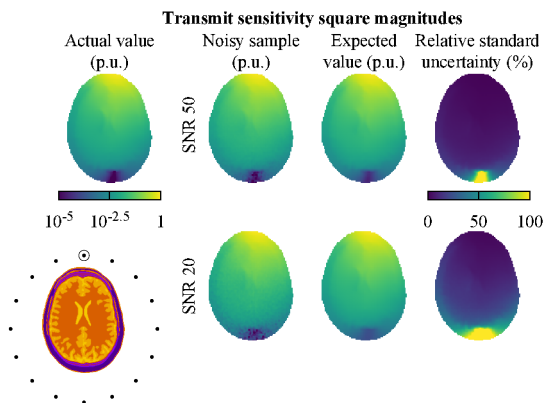 Transmit sensitivity square magnitudes
Actual value (p.u.)
Noisy sample (p.u.)
Expected value (p.u.)
Relative standard uncertainty (%)
SNR 50
10^-5 10^-2.5 1
0 50 100
SNR 20